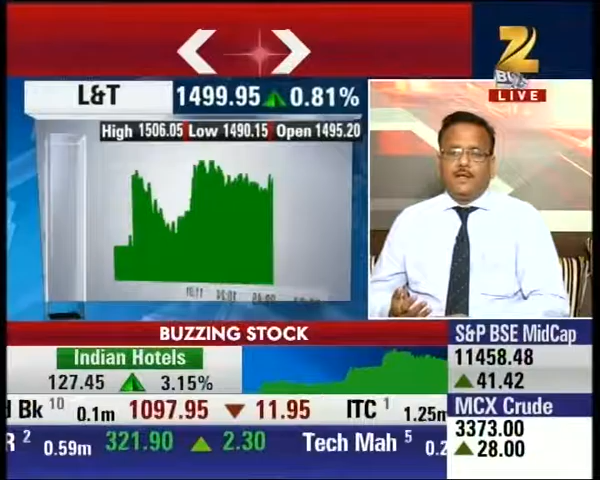 L&T
1499.95 0.81%
High 1506.05 Low 1490.15 Open 1495.20
LIVE
BUZZING STOCK
Indian Hotels
127.45 3.15%
S&P BSE MidCap
11458.48
41.42
MCX Crude
3373.00
28.00
d Bk 10 0.1m 1097.95 11.95 ITC 1 1.25m
R 2 0.59m 321.90 2.30 Tech Mah 5 0.2